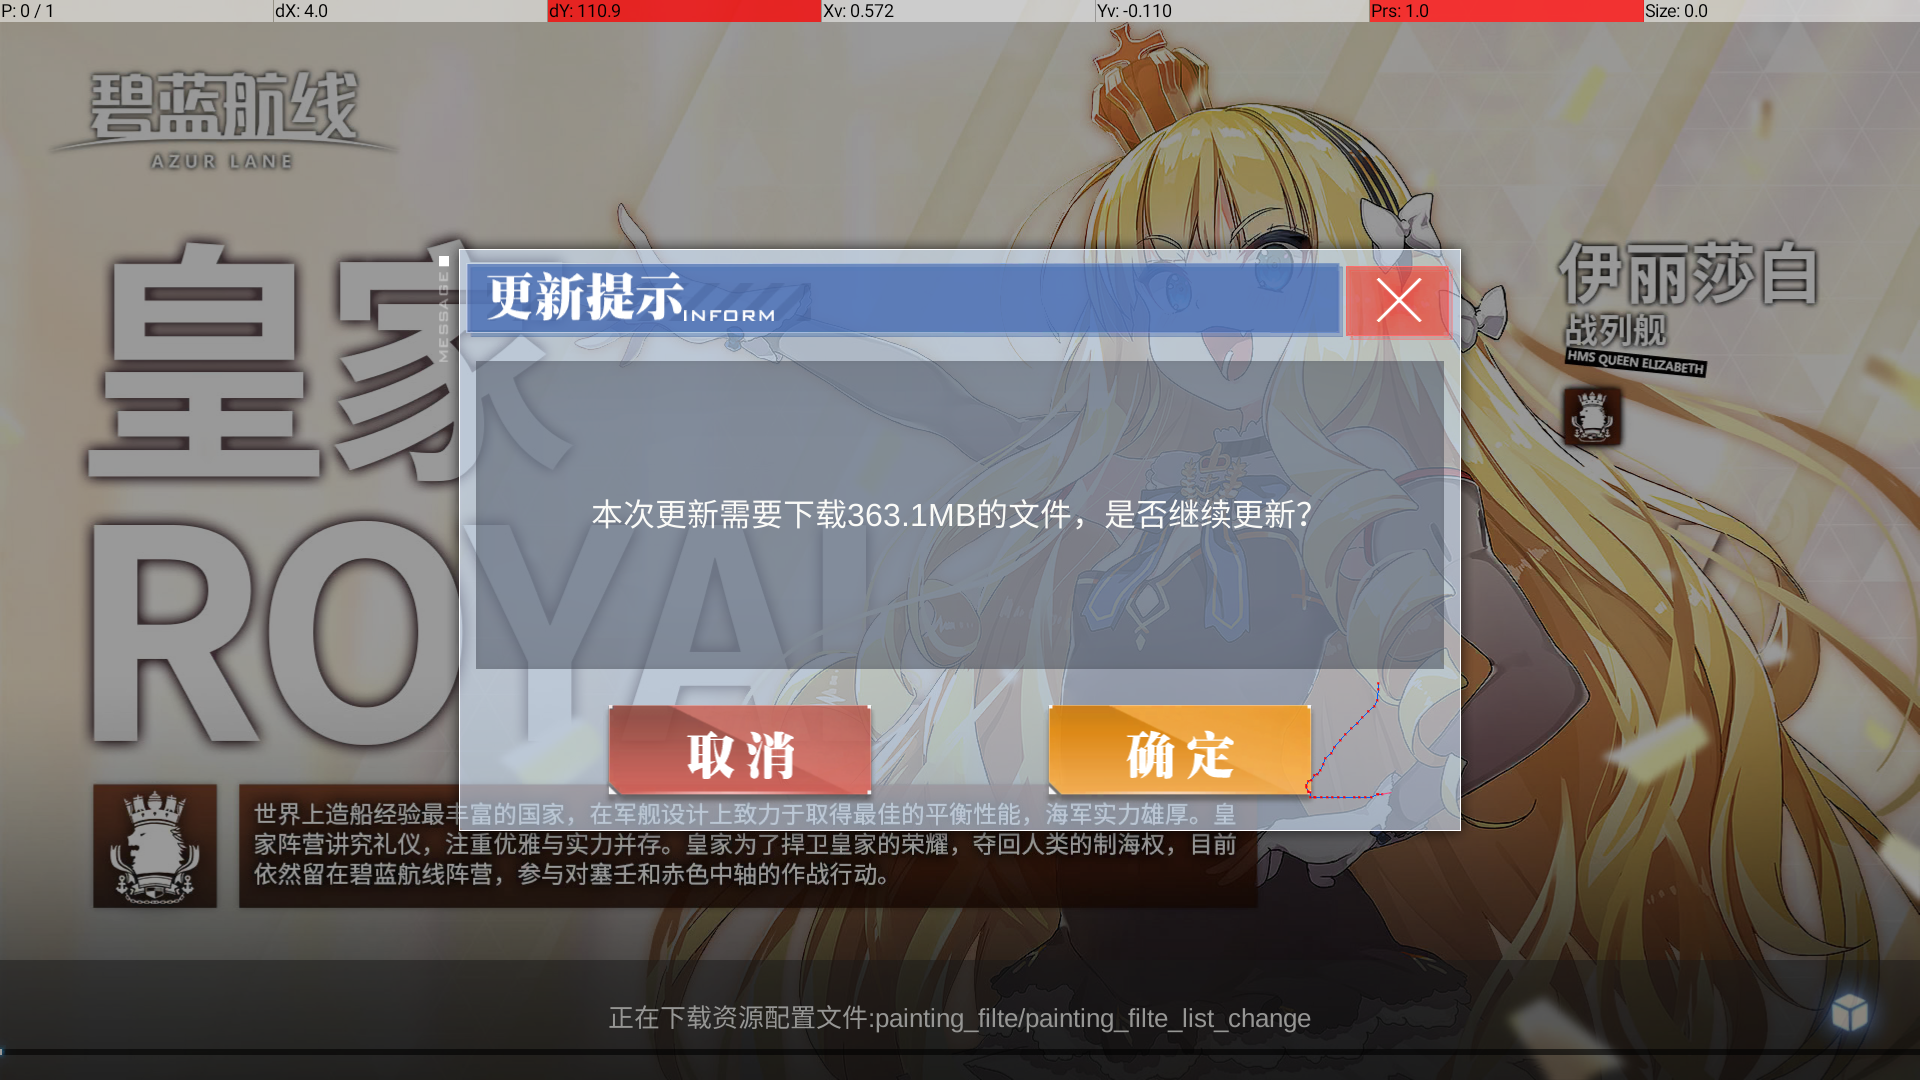 P: 0 / 1
dX: 4.0
dY: 110.9
Xv: 0.572
Yv: -0.110
Prs: 1.0
Size: 0.0
碧蓝航线
AZUR LANE
皇家
ROYAL
伊丽莎白
战列舰
HMS QUEEN ELIZABETH
MESSAGE
更新提示 INFORM
本次更新需要下载363.1MB的文件，是否继续更新?
取消
确定
世界上造船经验最丰富的国家，在军舰设计上致力于取得最佳的平衡性能，海军实力雄厚。皇
家阵营讲究礼仪，注重优雅与实力并存。皇家为了捍卫皇家的荣耀，夺回人类的制海权，目前
依然留在碧蓝航线阵营，参与对塞壬和赤色中轴的作战行动。
正在下载资源配置文件:painting_filte/painting_filte_list_change